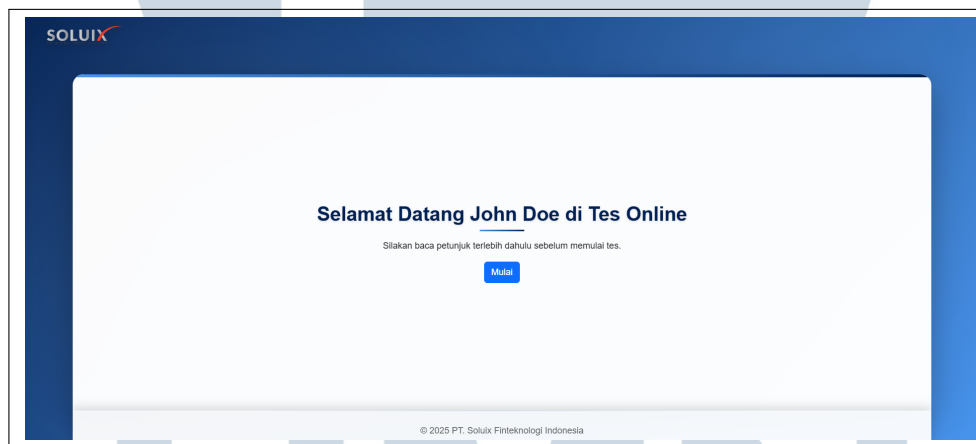 SOLUIX
Selamat Datang John Doe di Tes Online
Silakan baca petunjuk terlebih dahulu sebelum memulai tes.
Mulai
© 2025 PT. Soluix Finteknologi Indonesia